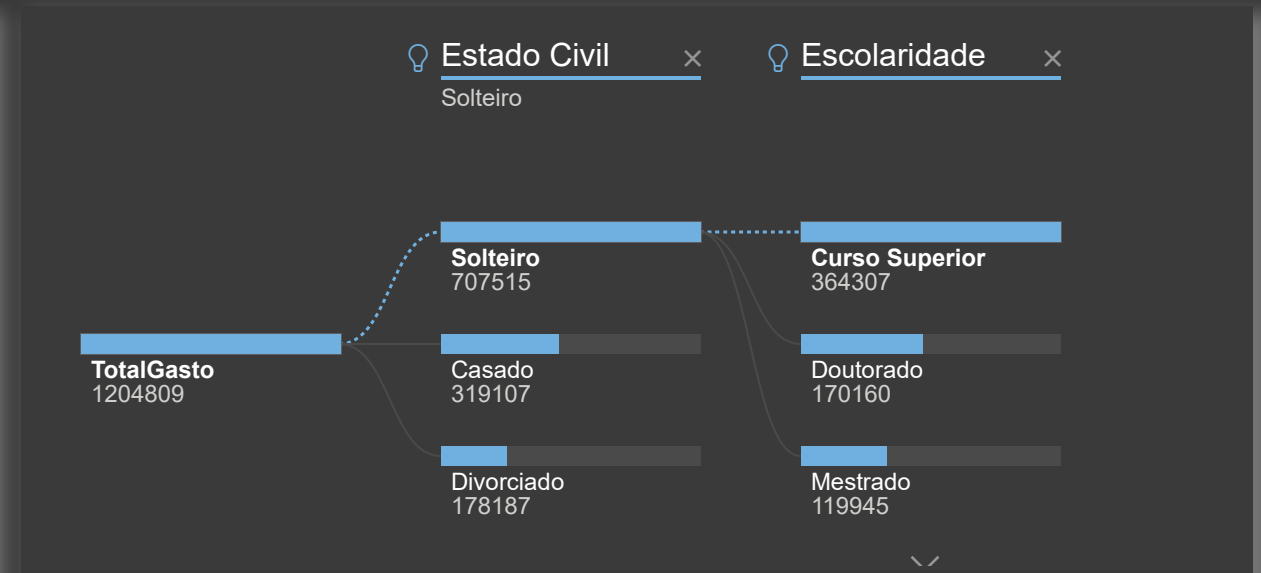 Estado Civil
Escolaridade
Solteiro
Solteiro
707515
Curso Superior
364307
TotalGasto
1204809
Casado
319107
Doutorado
170160
Divorciado
178187
Mestrado
119945